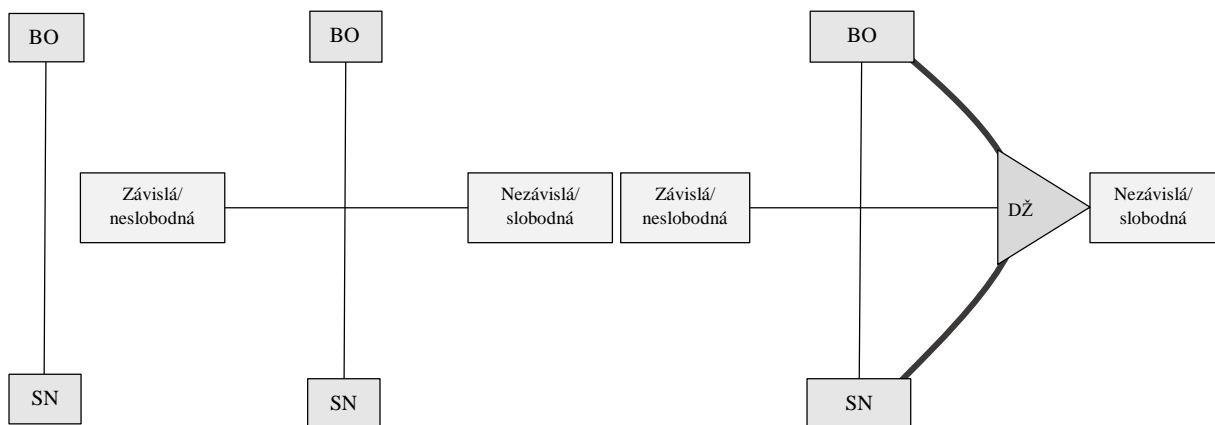 BO
SN
BO
Závislá/
neslobodná
Nezávislá/
slobodná
SN
BO
Závislá/
neslobodná
DŽ
Nezávislá/
slobodná
SN